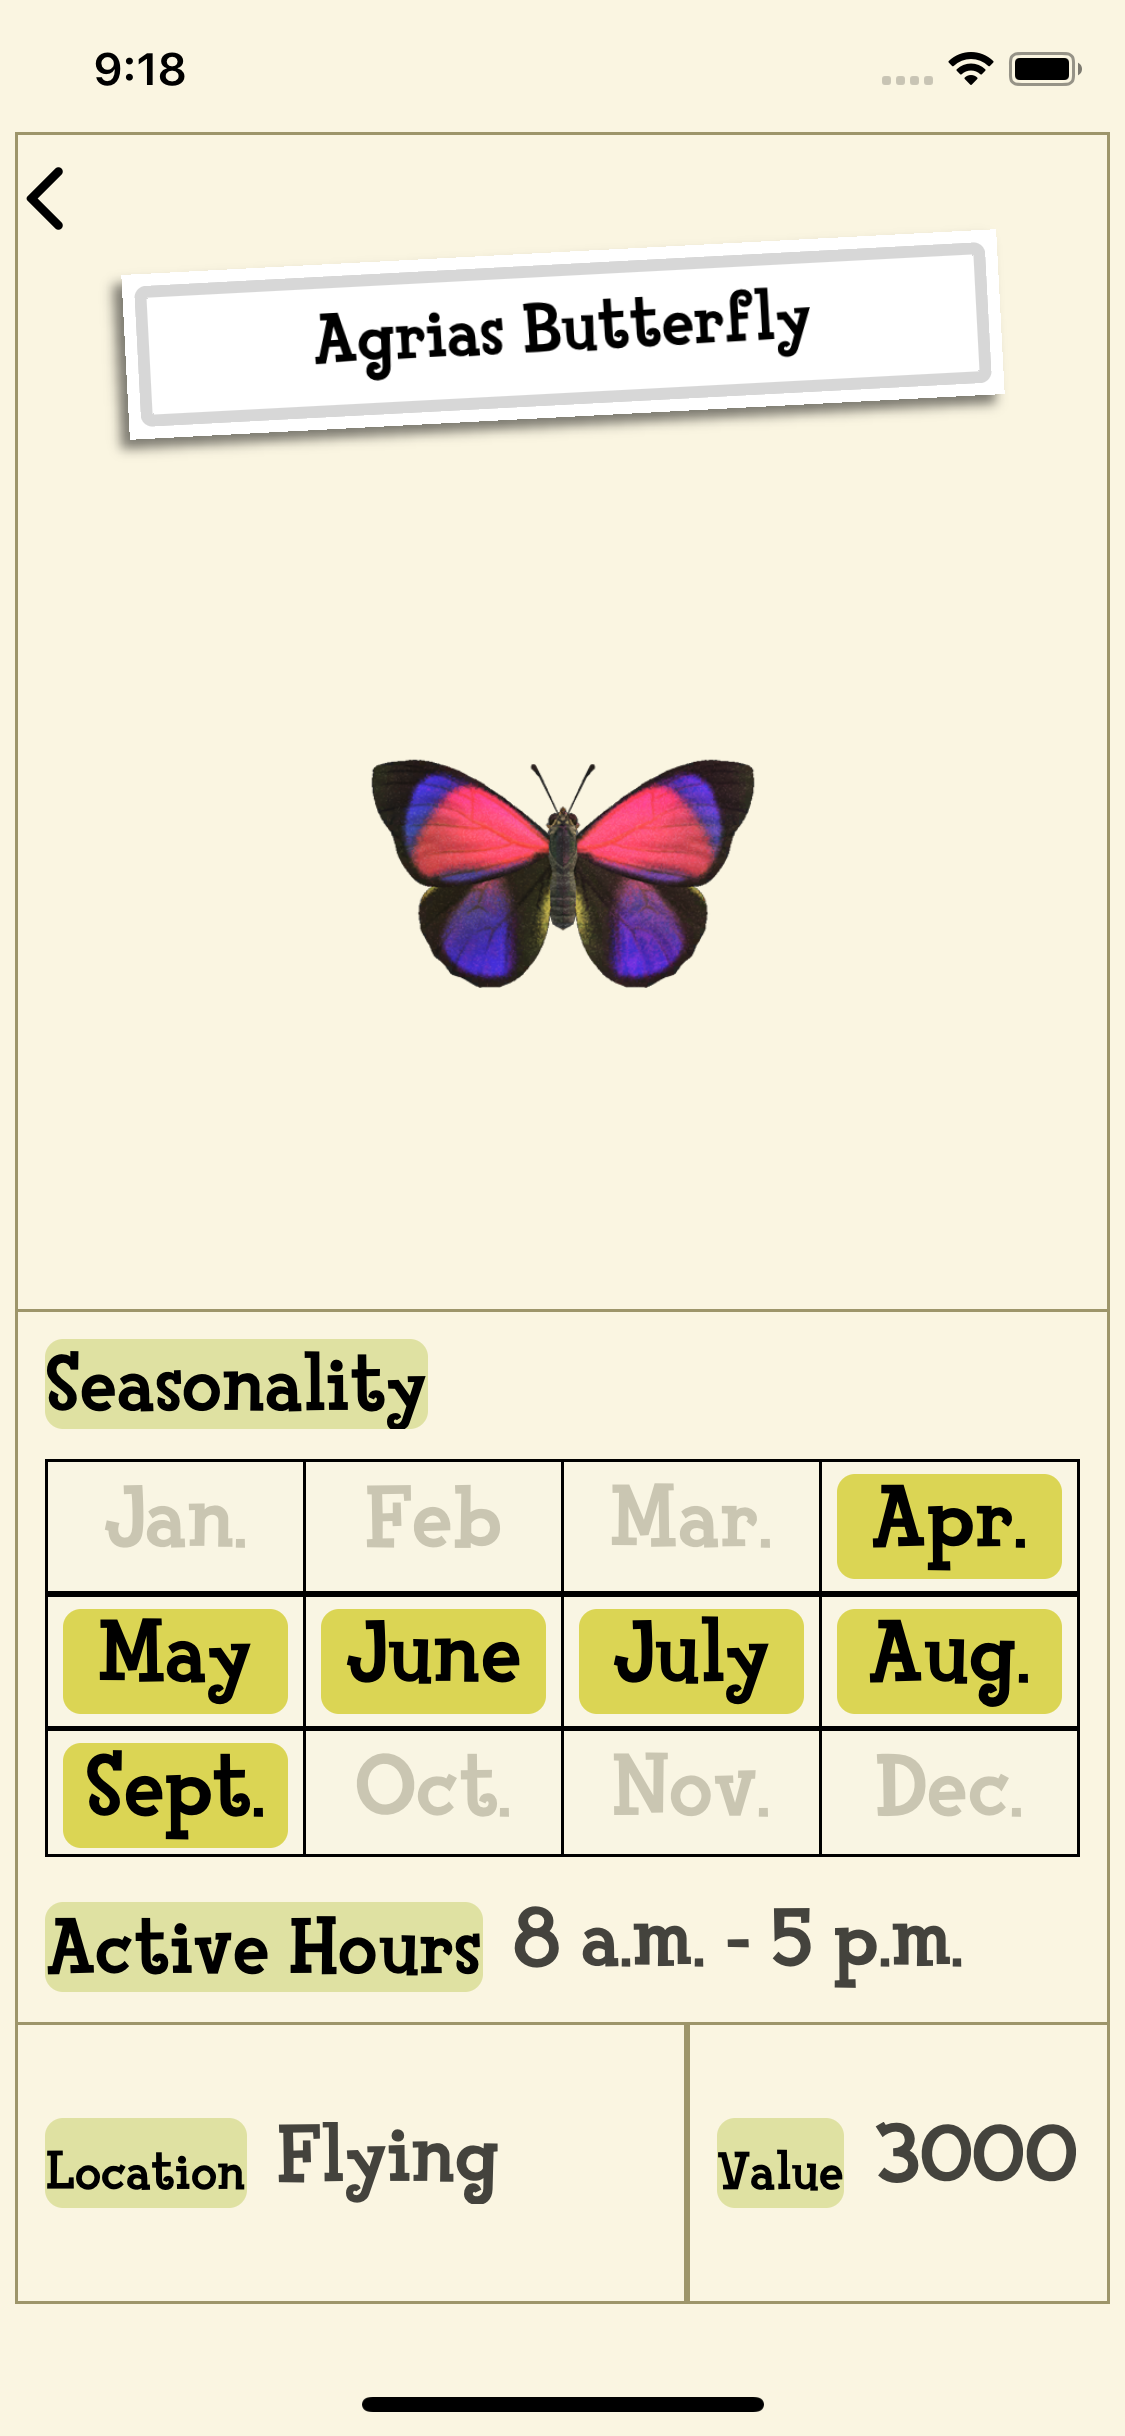 9:18
Agrias Butterfly
Seasonality
Jan. Feb Mar. Apr.
May June July Aug.
Sept. Oct. Nov. Dec.
Active Hours 8 a.m. - 5 p.m.
Location Flying Value 3000